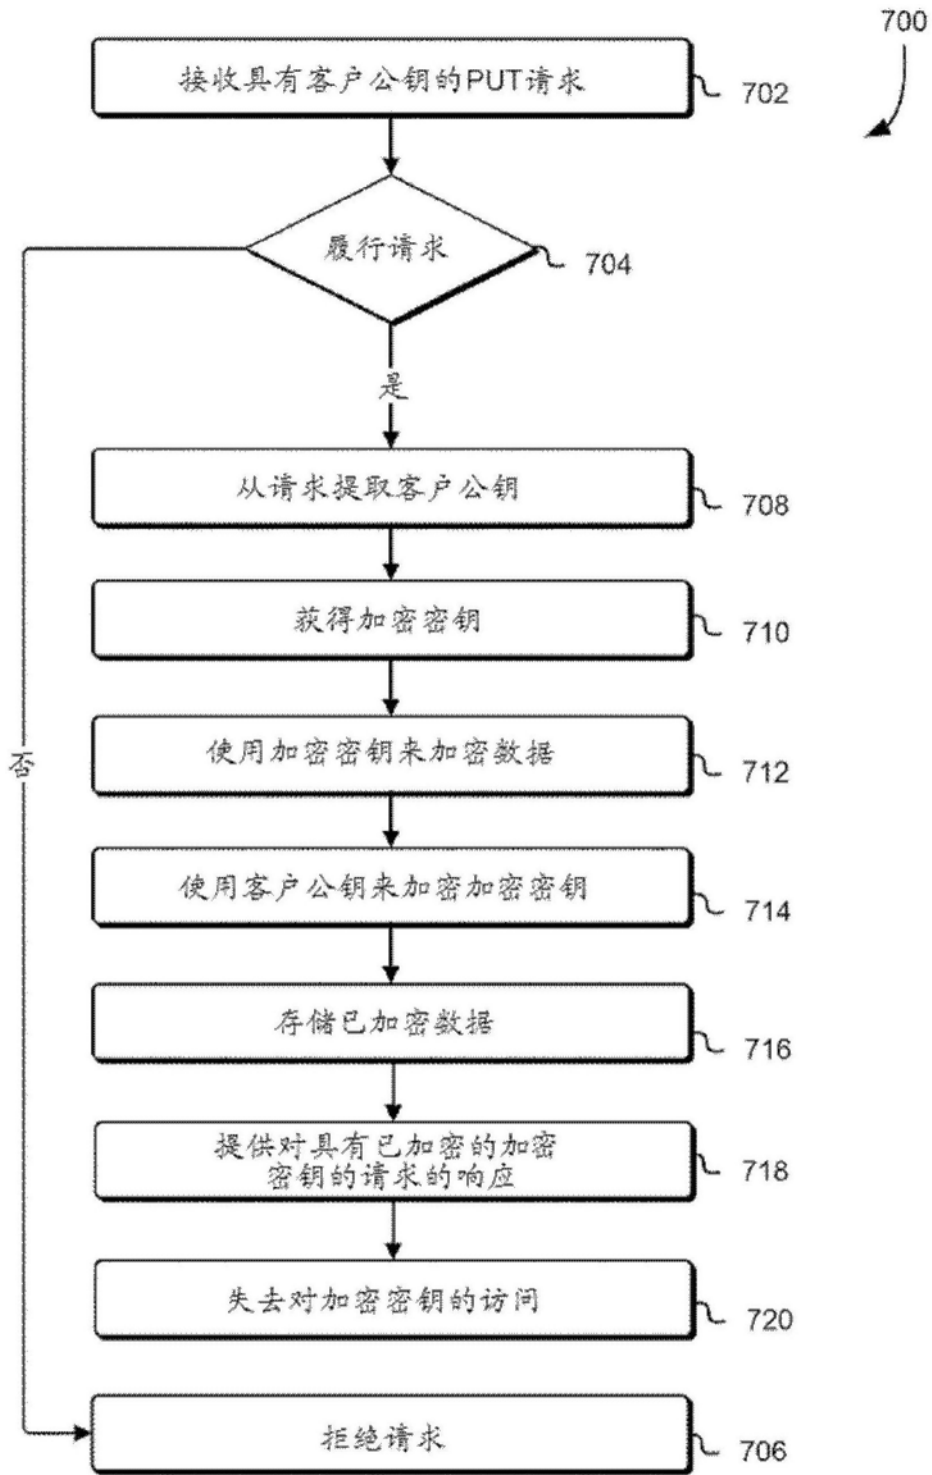 700
接收具有客户公钥的PUT请求
702
履行请求
704
是
从请求提取客户公钥
708
获得加密密钥
710
否
使用加密密钥来加密数据
712
使用客户公钥来加密加密密钥
714
存储已加密数据
716
提供对具有已加密的加密
密钥的请求的响应
718
失去对加密密钥的访问
720
拒绝请求
706